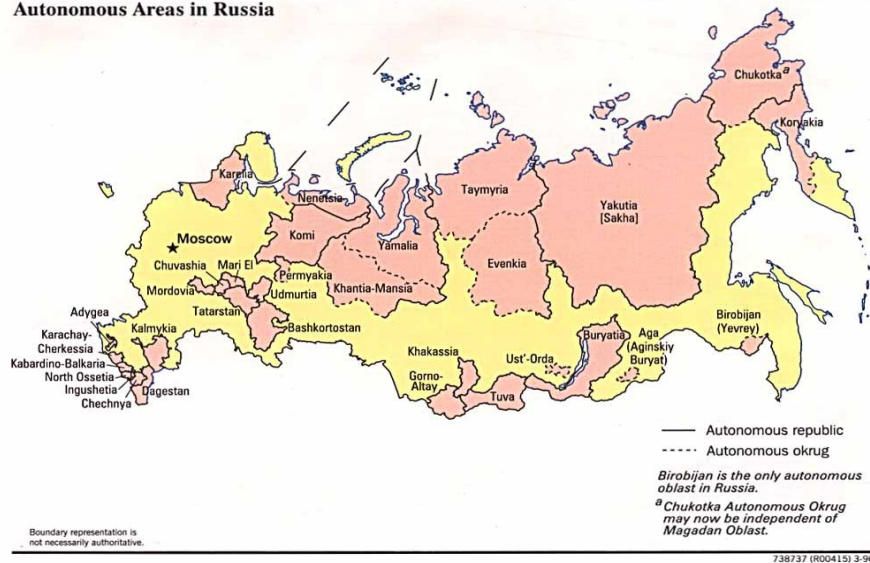 Autonomous Areas in Russia
Chukotka a
Koryakia
Karelia
Nenetsia
Taymyria
Yakutia
[Sakha]
Komi
Yamalia
Evenkia
Moscow
Chuvashia
Mari El
Permyakia
Khantia-Mansia
Mordovia
Udmurtia
Tatarstan
Adygea
Kalmykia
Bashkortostan
Birobijan
(Yevrey)
Karachay-
Cherkessia
Kabardino-Balkaria
North Ossetia
Ingushetia
Chechnya
Dagestan
Khakassia
Gorno-
Altay
Ust'-Orda
Buryatia
Aga
(Aginskiy
Buryat)
Tuva
Autonomous republic
Autonomous okrug
Birobijan is the only autonomous
oblast in Russia.
a Chukotka Autonomous Okrug
may now be independent of
Magadan Oblast.
Boundary representation is
not necessarily authoritative.
738737 (R00415) 3-96